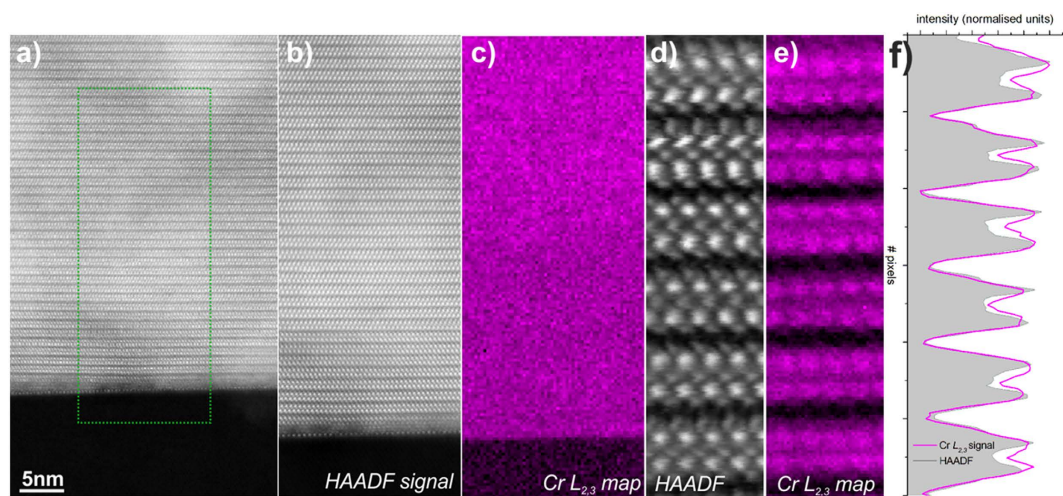 intensity (normalised units)
a)
b)
c)
d)
e)
f)
# pixels
Cr L2,3 signal
HAADF
5nm
HAADF signal
Cr L2,3 map
HAADF
Cr L2,3 map